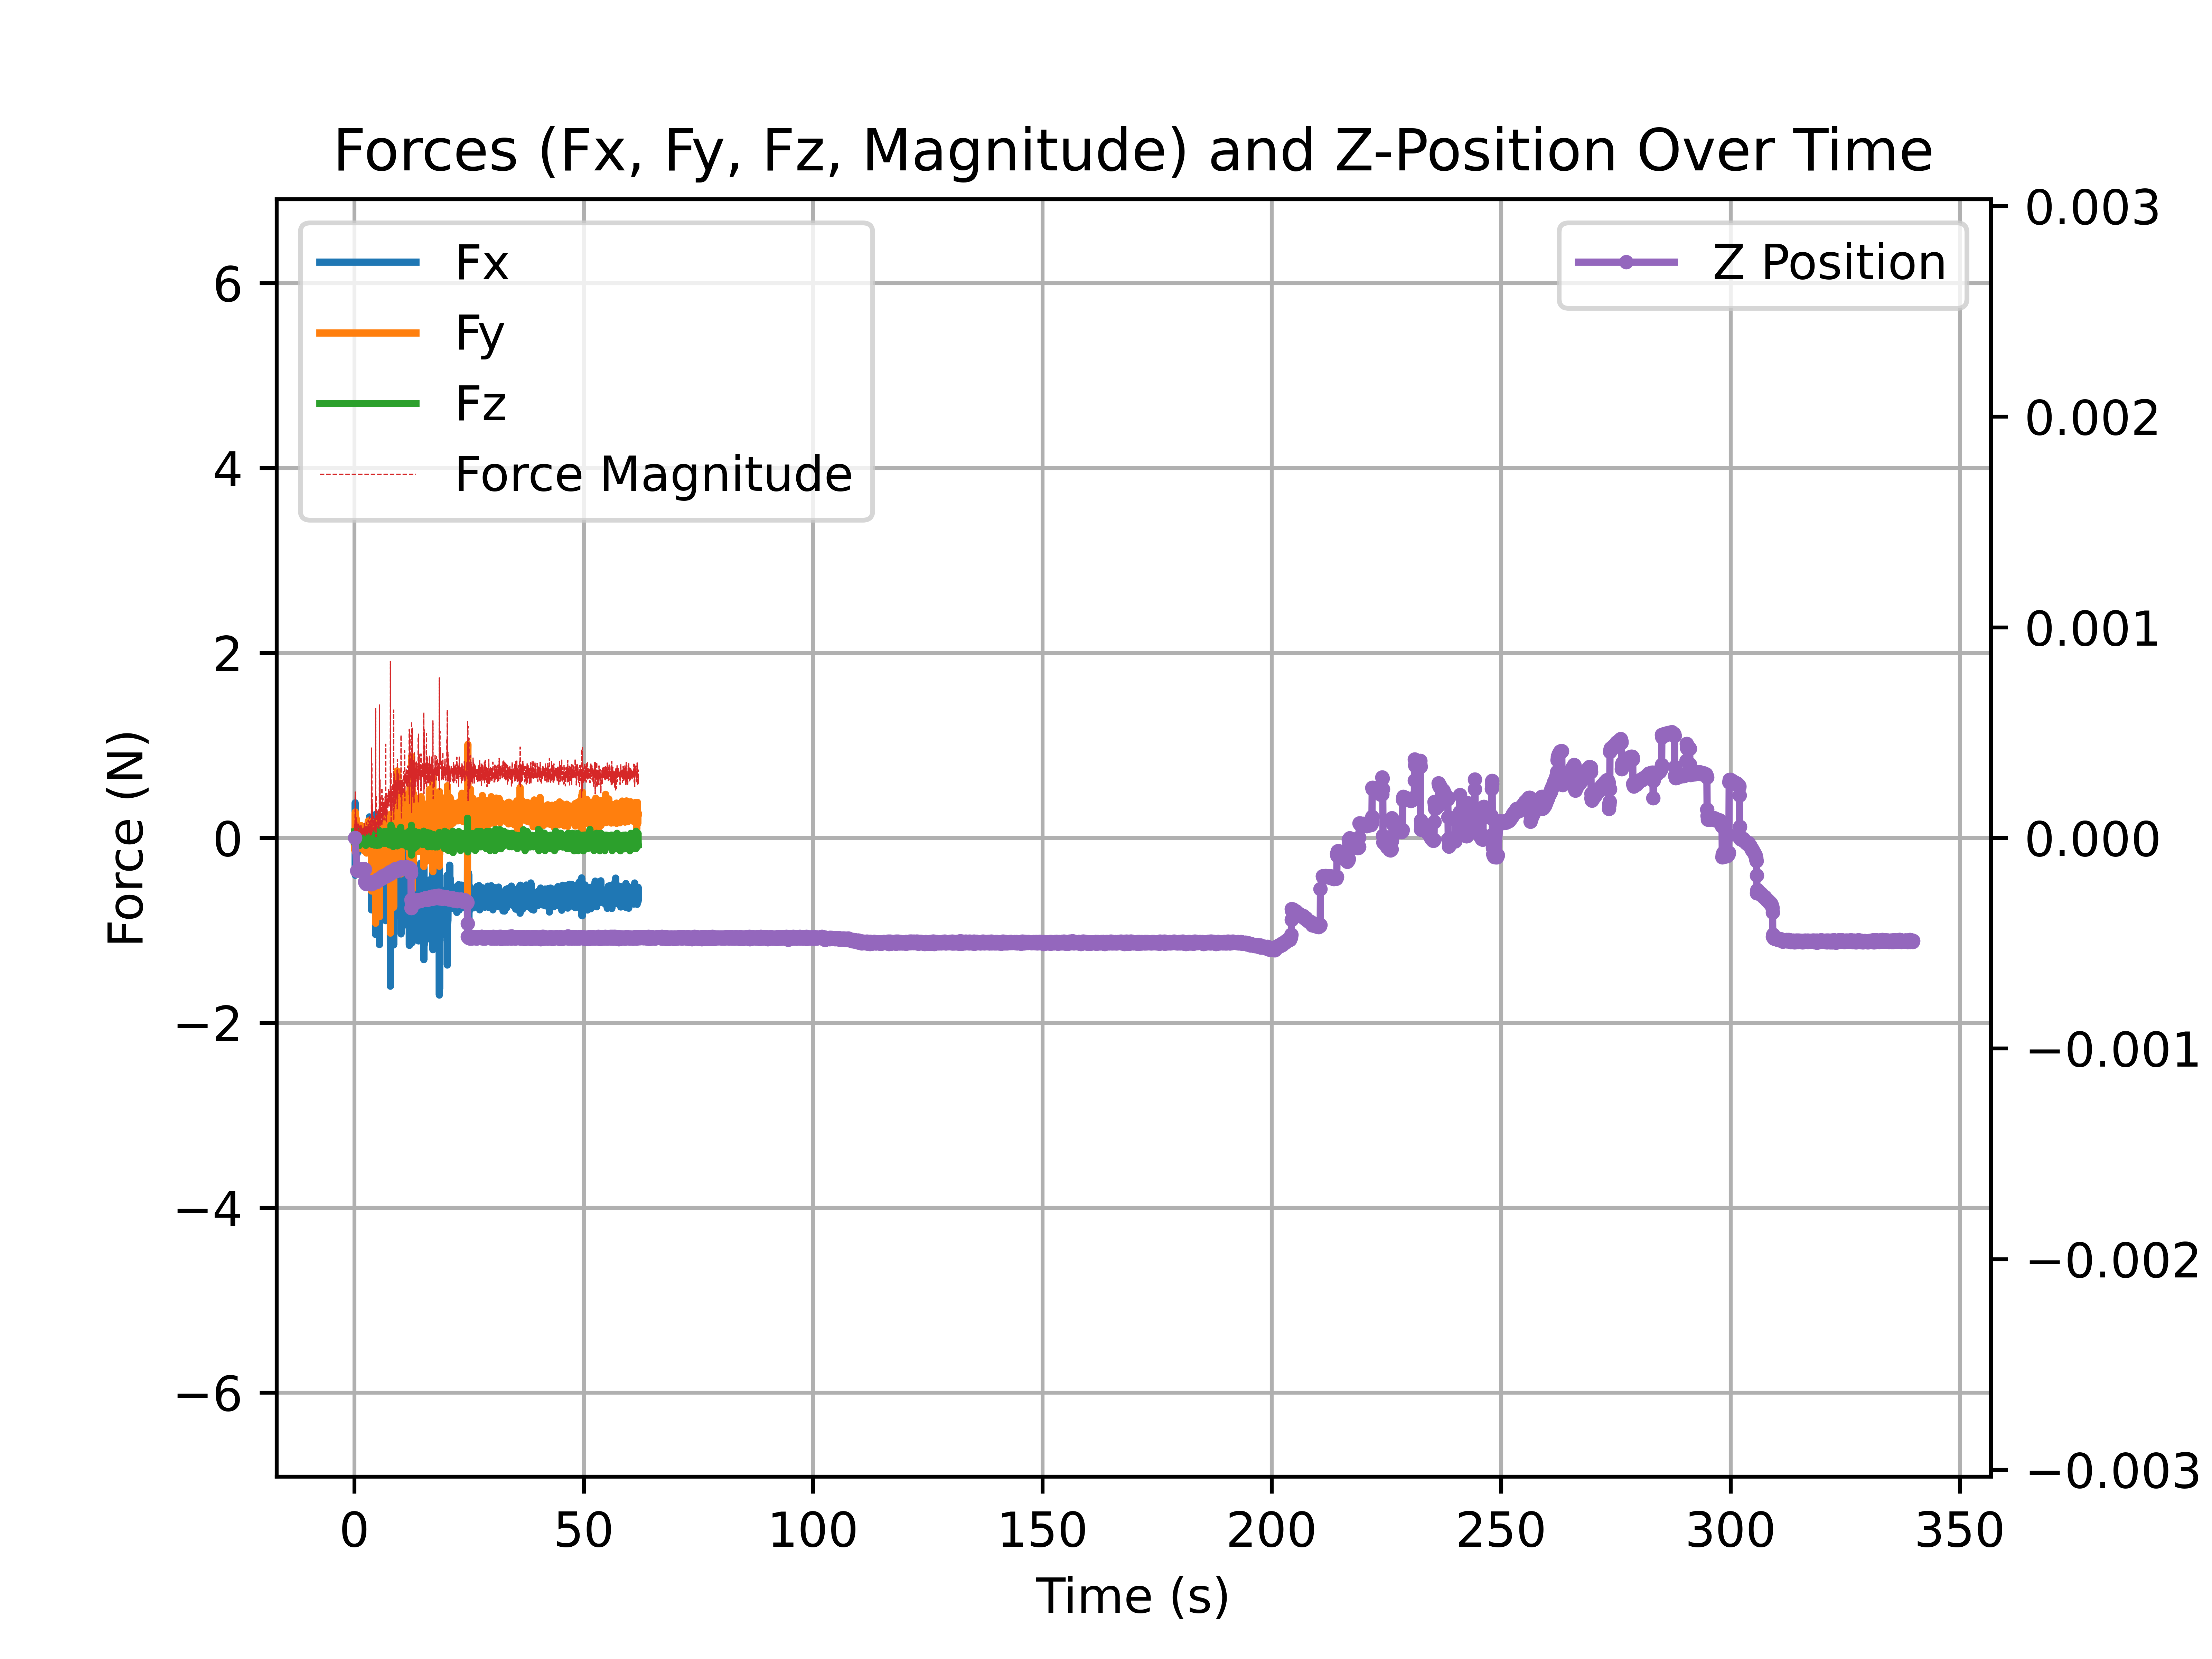 Forces (Fx, Fy, Fz, Magnitude) and Z-Position Over Time
Fx
Fy
Fz
Force Magnitude
Z Position
Force (N)
6
4
2
0
−2
−4
−6
0.003
0.002
0.001
0.000
−0.001
−0.002
−0.003
0 50 100 150 200 250 300 350
Time (s)